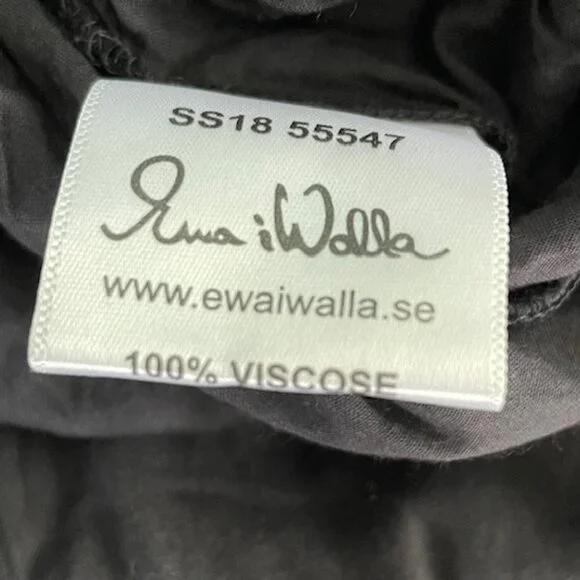 SS18 55547
Ewa i Walla
www.ewaiwalla.se
100% VISCOSE